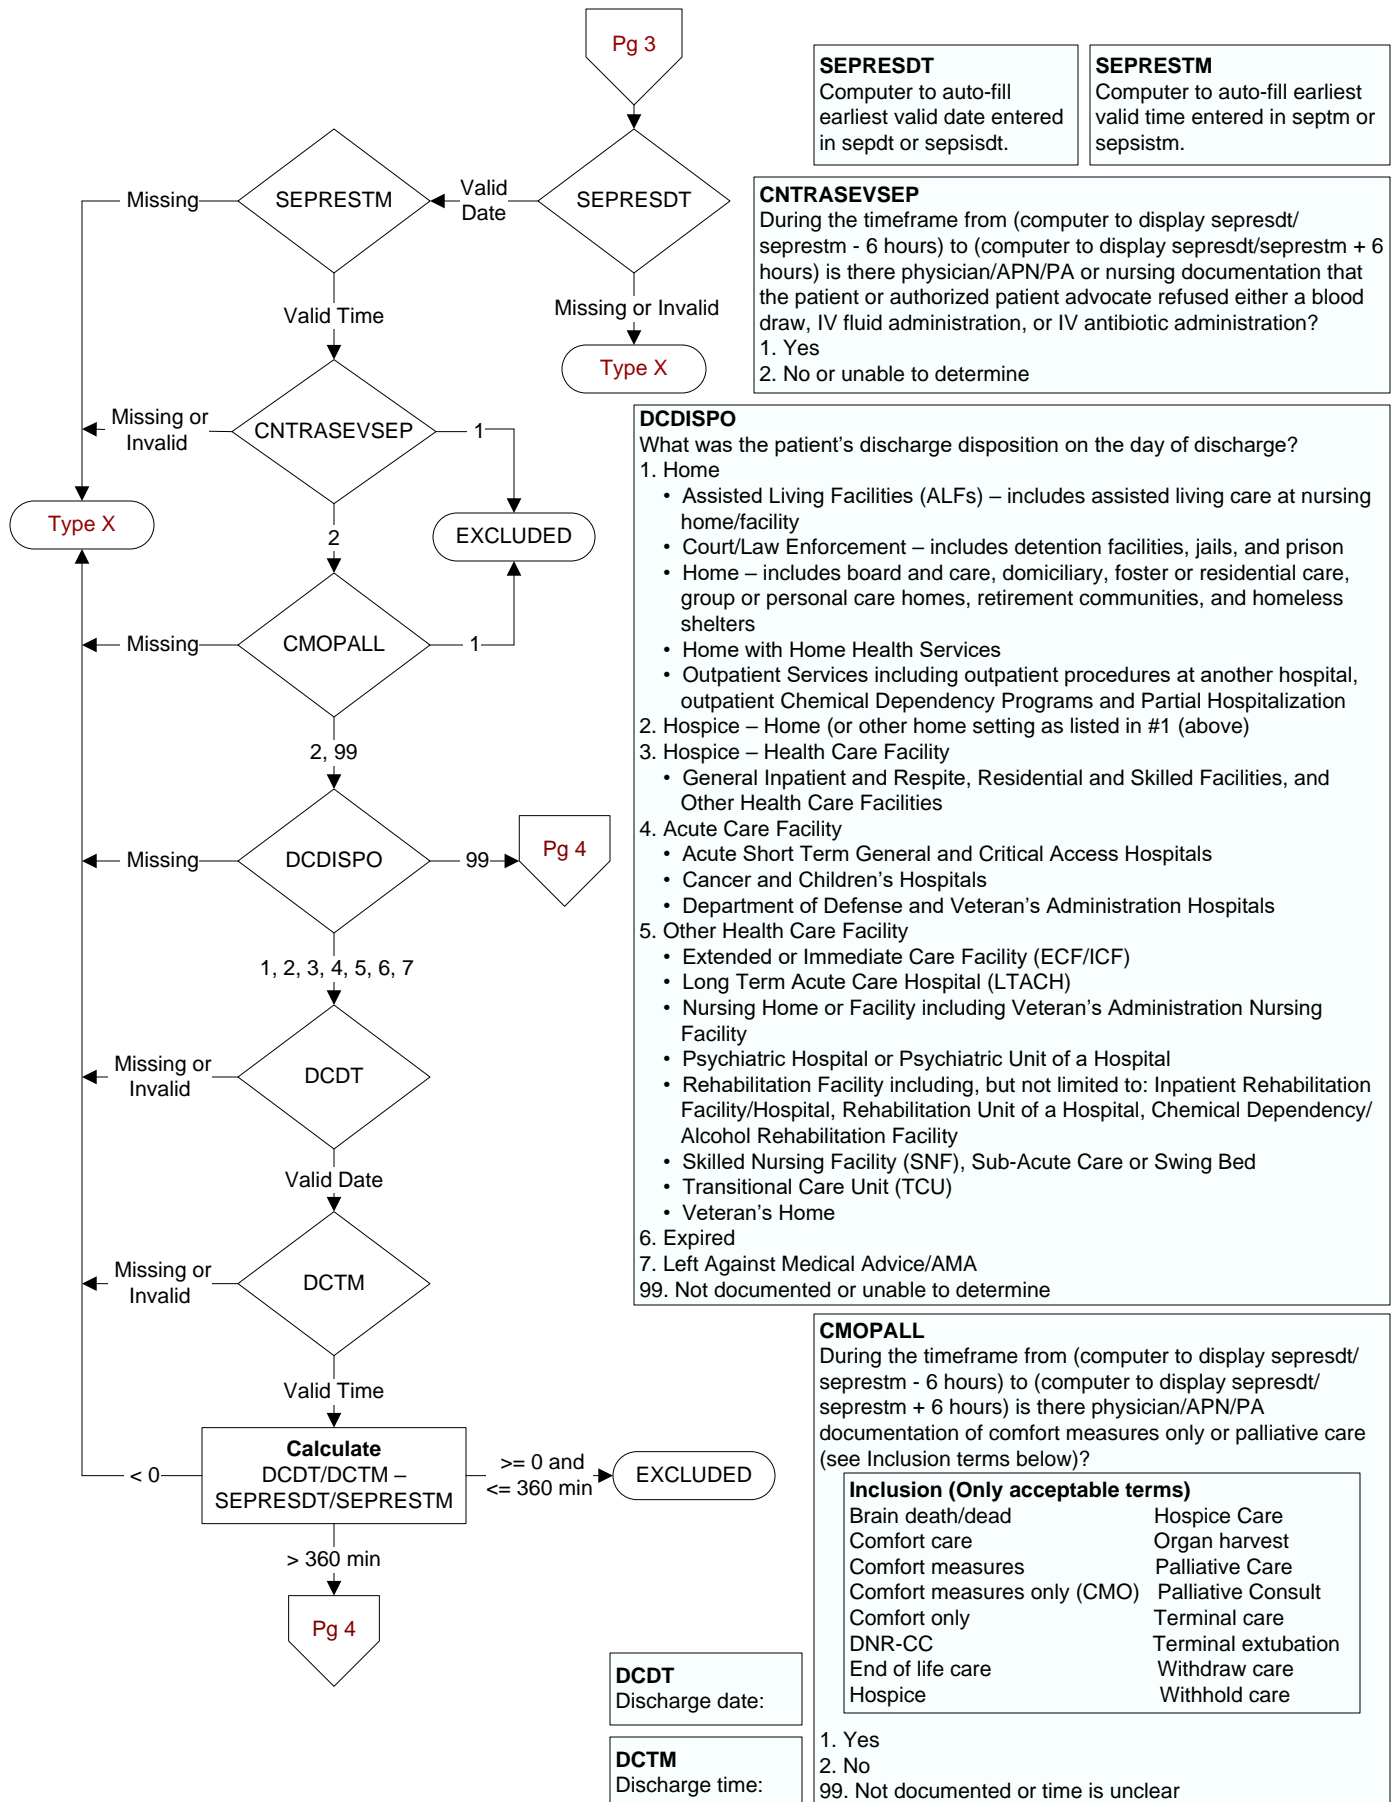 Pg 3
SEPRESDT
Computer to auto-fill
earliest valid date entered
in sepdt or sepsisdt.
SEPRESTM
Computer to auto-fill earliest
valid time entered in septm or
sepsistm.
Missing
SEPRESTM
Valid
Date
SEPRESDT
Valid Time
Missing or Invalid
Type X
CNTRASEVSEP
During the timeframe from (computer to display sepresdt/
seprestm - 6 hours) to (computer to display sepresdt/seprestm + 6
hours) is there physician/APN/PA or nursing documentation that
the patient or authorized patient advocate refused either a blood
draw, IV fluid administration, or IV antibiotic administration?
1. Yes
2. No or unable to determine
Missing or
Invalid
CNTRASEVSEP
1
Type X
2
EXCLUDED
Missing
CMOPALL
1
2, 99
Missing
DCDISPO
99
Pg 4
1, 2, 3, 4, 5, 6, 7
Missing or
Invalid
DCDT
Valid Date
Missing or
Invalid
DCTM
Valid Time
< 0
Calculate
DCDT/DCTM –
SEPRESDT/SEPRESTM
>= 0 and
<= 360 min
EXCLUDED
> 360 min
Pg 4
DCDISPO
What was the patient’s discharge disposition on the day of discharge?
1. Home
• Assisted Living Facilities (ALFs) – includes assisted living care at nursing
home/facility
• Court/Law Enforcement – includes detention facilities, jails, and prison
• Home – includes board and care, domiciliary, foster or residential care,
group or personal care homes, retirement communities, and homeless
shelters
• Home with Home Health Services
• Outpatient Services including outpatient procedures at another hospital,
outpatient Chemical Dependency Programs and Partial Hospitalization
2. Hospice – Home (or other home setting as listed in #1 (above)
3. Hospice – Health Care Facility
• General Inpatient and Respite, Residential and Skilled Facilities, and
Other Health Care Facilities
4. Acute Care Facility
• Acute Short Term General and Critical Access Hospitals
• Cancer and Children’s Hospitals
• Department of Defense and Veteran’s Administration Hospitals
5. Other Health Care Facility
• Extended or Immediate Care Facility (ECF/ICF)
• Long Term Acute Care Hospital (LTACH)
• Nursing Home or Facility including Veteran’s Administration Nursing
Facility
• Psychiatric Hospital or Psychiatric Unit of a Hospital
• Rehabilitation Facility including, but not limited to: Inpatient Rehabilitation
Facility/Hospital, Rehabilitation Unit of a Hospital, Chemical Dependency/
Alcohol Rehabilitation Facility
• Skilled Nursing Facility (SNF), Sub-Acute Care or Swing Bed
• Transitional Care Unit (TCU)
• Veteran’s Home
6. Expired
7. Left Against Medical Advice/AMA
99. Not documented or unable to determine
CMOPALL
During the timeframe from (computer to display sepresdt/
seprestm - 6 hours) to (computer to display sepresdt/
seprestm + 6 hours) is there physician/APN/PA
documentation of comfort measures only or palliative care
(see Inclusion terms below)?
Inclusion (Only acceptable terms)
Brain death/dead Hospice Care
Comfort care Organ harvest
Comfort measures Palliative Care
Comfort measures only (CMO) Palliative Consult
Comfort only Terminal care
DNR-CC Terminal extubation
End of life care Withdraw care
Hospice Withhold care
1. Yes
2. No
99. Not documented or time is unclear
DCDT
Discharge date:
DCTM
Discharge time: